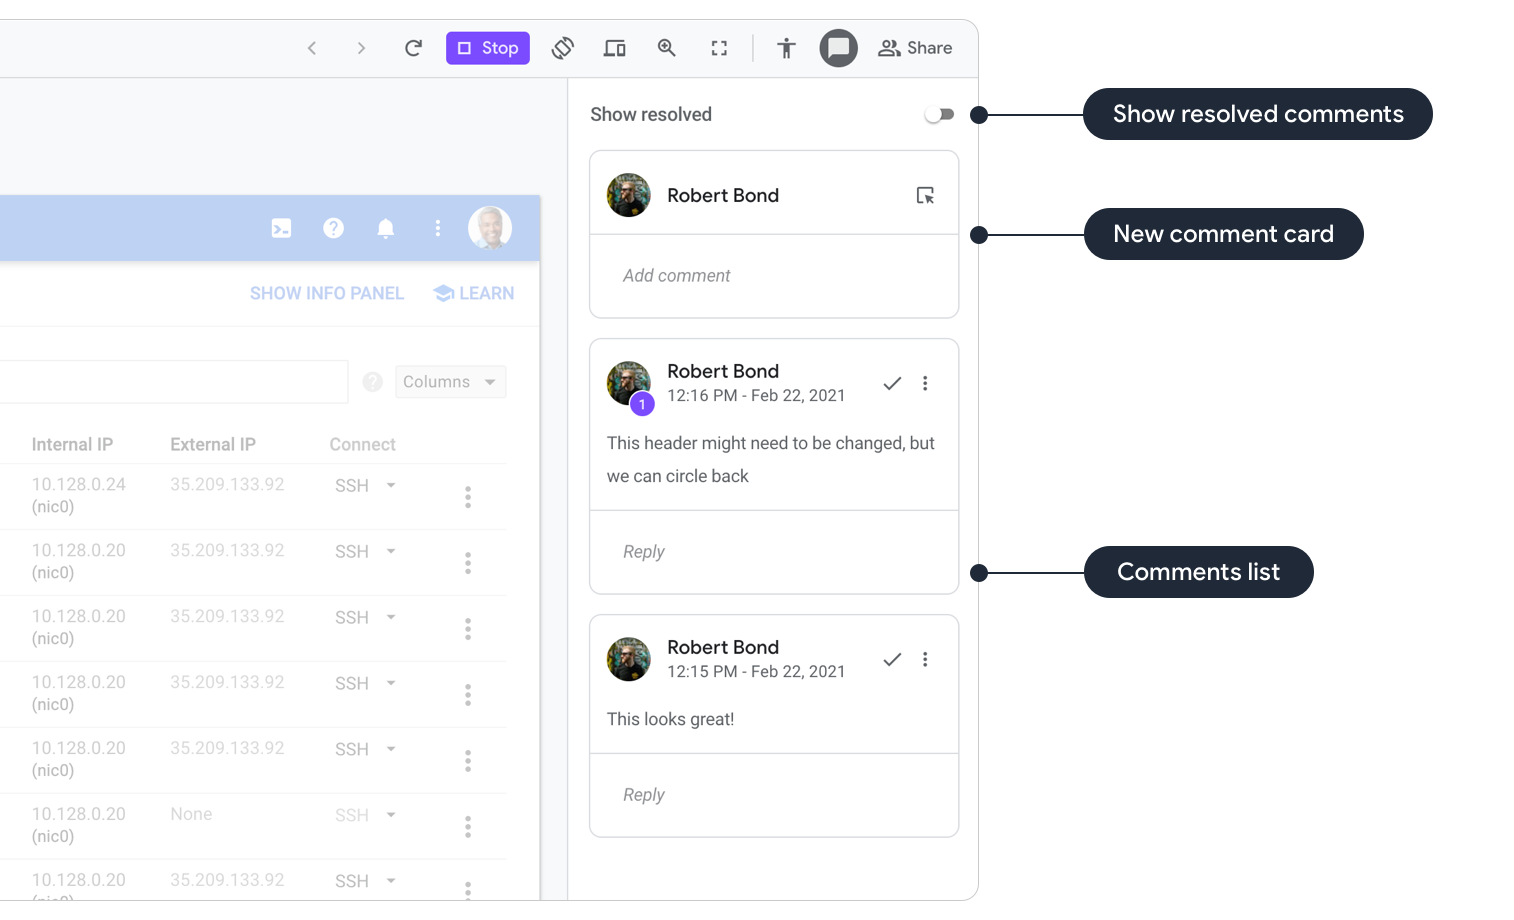 Stop
Share
Show resolved
Show resolved comments
Robert Bond
New comment card
Add comment
SHOW INFO PANEL
LEARN
Robert Bond
12:16 PM - Feb 22, 2021
1
This header might need to be changed, but
we can circle back
Reply
Comments list
Robert Bond
12:15 PM - Feb 22, 2021
This looks great!
Reply
Columns
Internal IP External IP Connect
10.128.0.24 35.209.133.92 SSH
(nic0)
10.128.0.20 35.209.133.92 SSH
(nic0)
10.128.0.20 35.209.133.92 SSH
(nic0)
10.128.0.20 35.209.133.92 SSH
(nic0)
10.128.0.20 35.209.133.92 SSH
(nic0)
10.128.0.20 None SSH
(nic0)
10.128.0.20 35.209.133.92 SSH